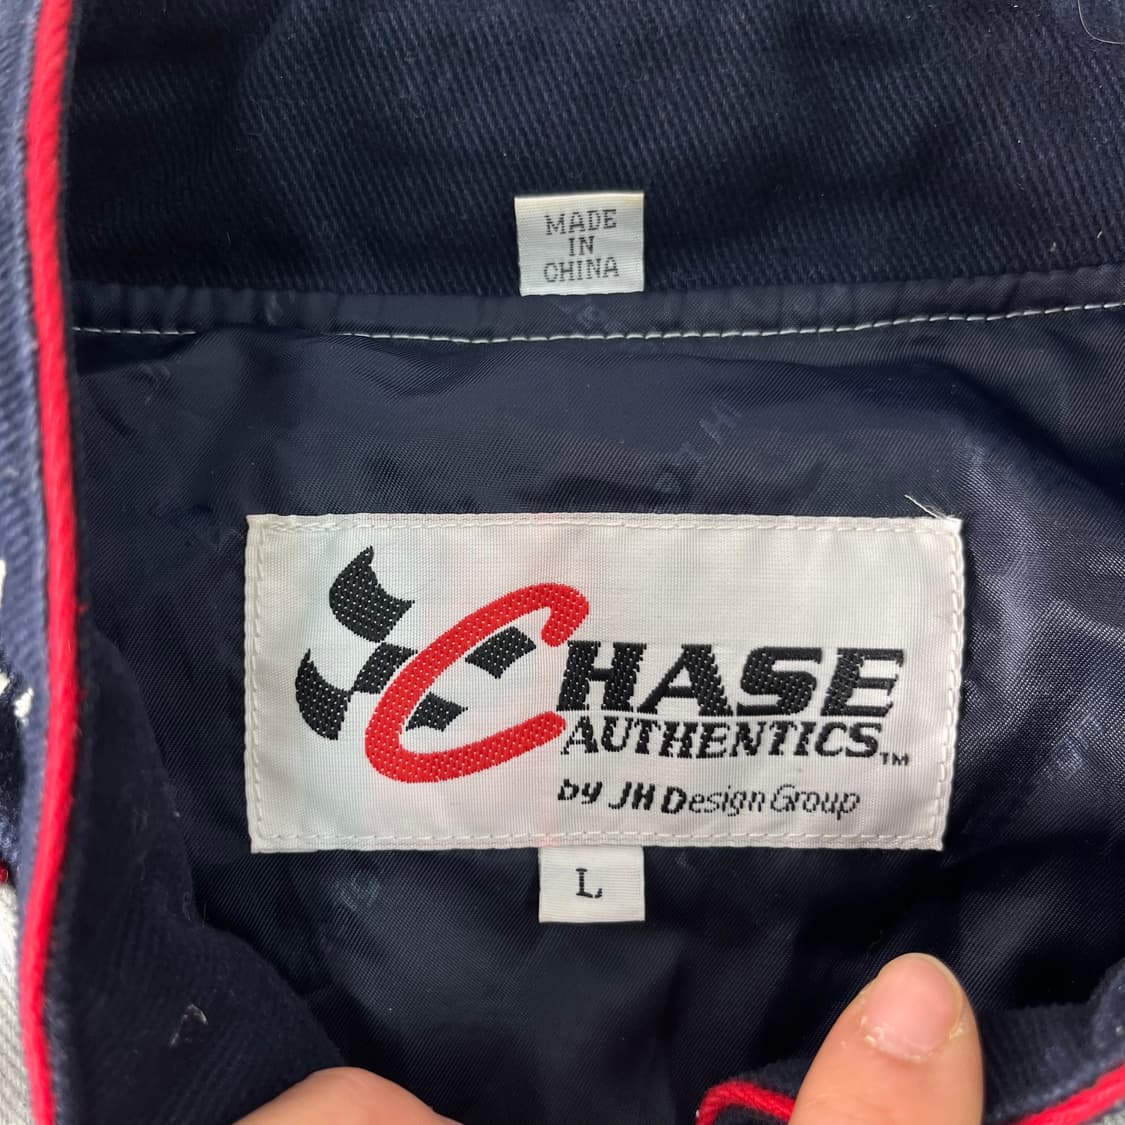 MADE
IN
CHINA
CHASE
AUTHENTICS™
by JH Design Group
L